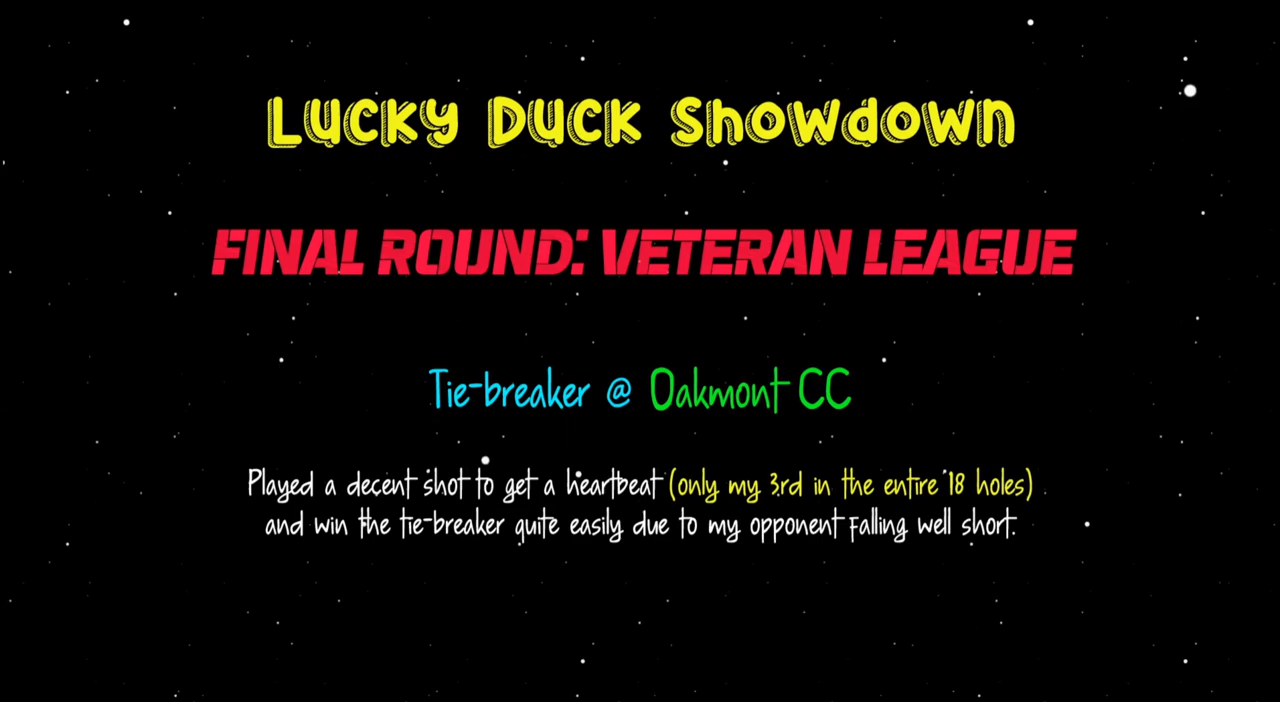 Lucky Duck Showdown
FINAL ROUND: VETERAN LEAGUE
Tie-breaker @ Oakmont CC
Played a decent shot to get a heartbeat (only my 3rd in the entire 18 holes)
and win the tie-breaker quite easily due to my opponent falling well short.